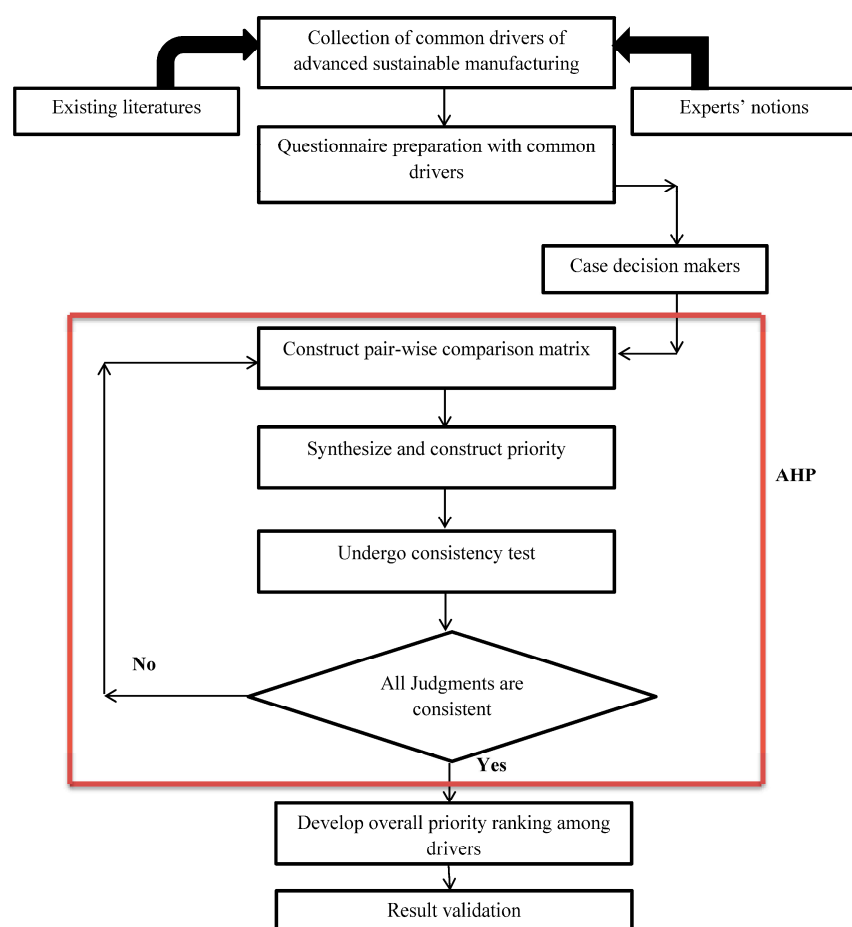 Collection of common drivers of
advanced sustainable manufacturing
Existing literatures
Experts’ notions
Questionnaire preparation with common
drivers
Case decision makers
Construct pair-wise comparison matrix
Synthesize and construct priority
AHP
Undergo consistency test
No
All Judgments are
consistent
Yes
Develop overall priority ranking among
drivers
Result validation